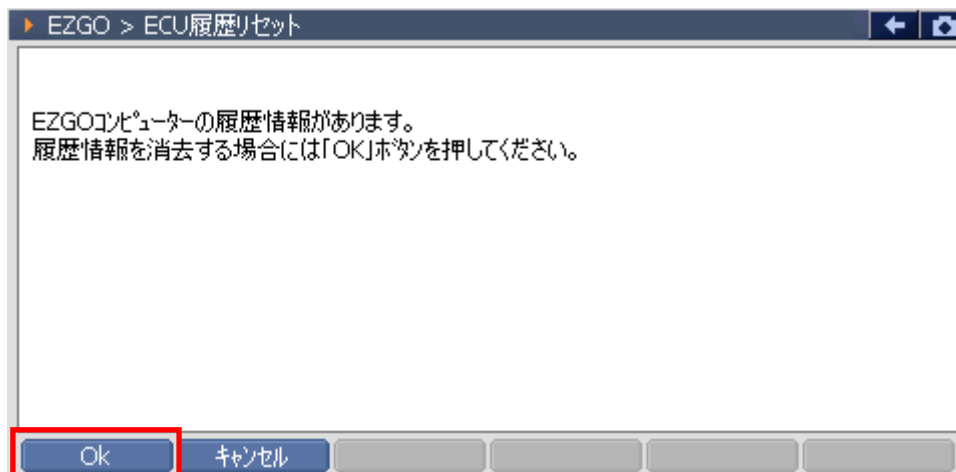 EZGO > ECU履歴リセット
EZGOｺﾝﾋﾟｭｰﾀｰの履歴情報があります。
履歴情報を消去する場合には「OK」ﾎﾞﾀﾝを押してください。
Ok
ｷｬﾝｾﾙ